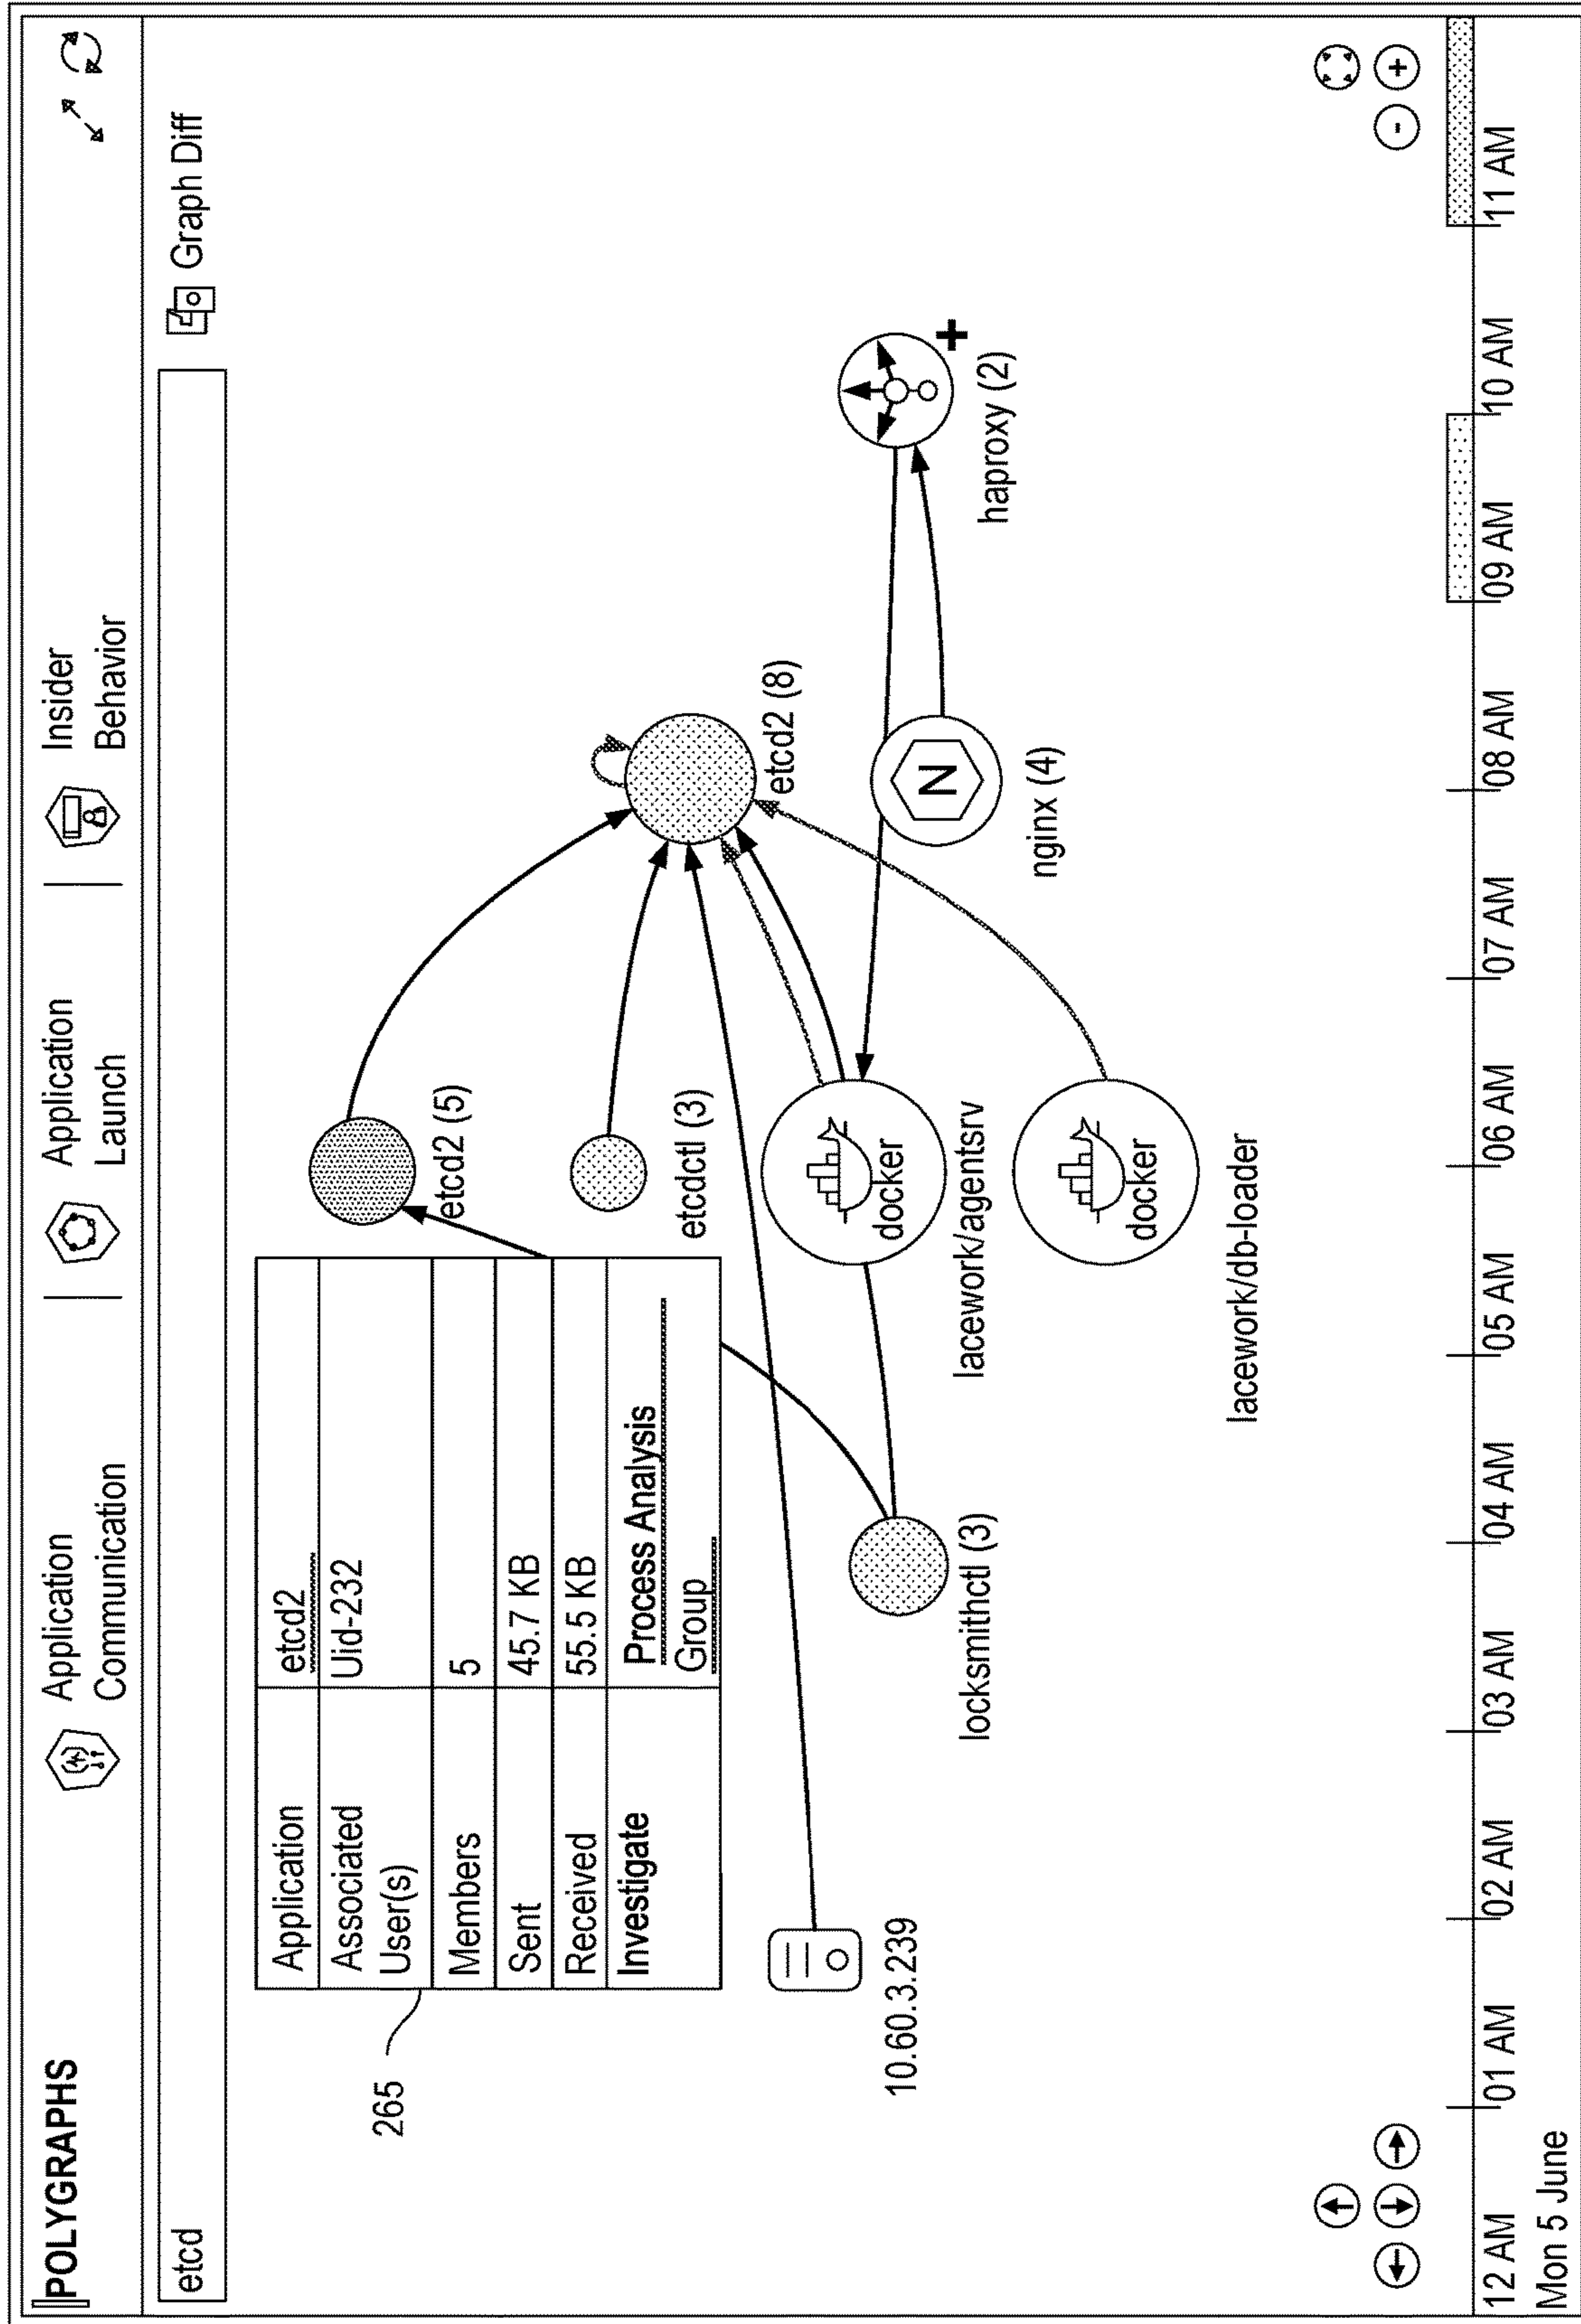 POLYGRAPHS
Application
Communication
Application
Launch
Insider
Behavior
etcd
Graph Diff
Application etcd2
Associated Uid-232
User(s)
Members 5
Sent 45.7 KB
Received 55.5 KB
Investigate Process Analysis
Group
265
etcd2 (5)
etcdctl (3)
etcd2 (8)
10.60.3.239
locksmithctl (3)
docker
lacework/agentsrv
docker
lacework/db-loader
N
nginx (4)
haproxy (2)
12 AM 01 AM 02 AM 03 AM 04 AM 05 AM 06 AM 07 AM 08 AM 09 AM 10 AM 11 AM
Mon 5 June